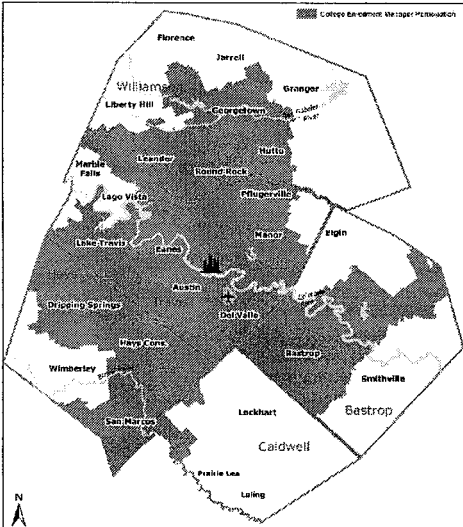 College Enrollment Manager Participation
Florence
Jarrell
Williamson
Granger
Liberty Hill
Georgetown
River
Hutto
Leander
Marble
Falls
Round Rock
Lago Vista
Pflugerville
Elgin
Manor
Lake Travis
Eanes
Austin
Dripping Springs
Del Valle
Hays Cons.
Bastrop
Wimberley
Smithville
Bastrop
Lockhart
San Marcos
Caldwell
Prairie Lea
Luling
N